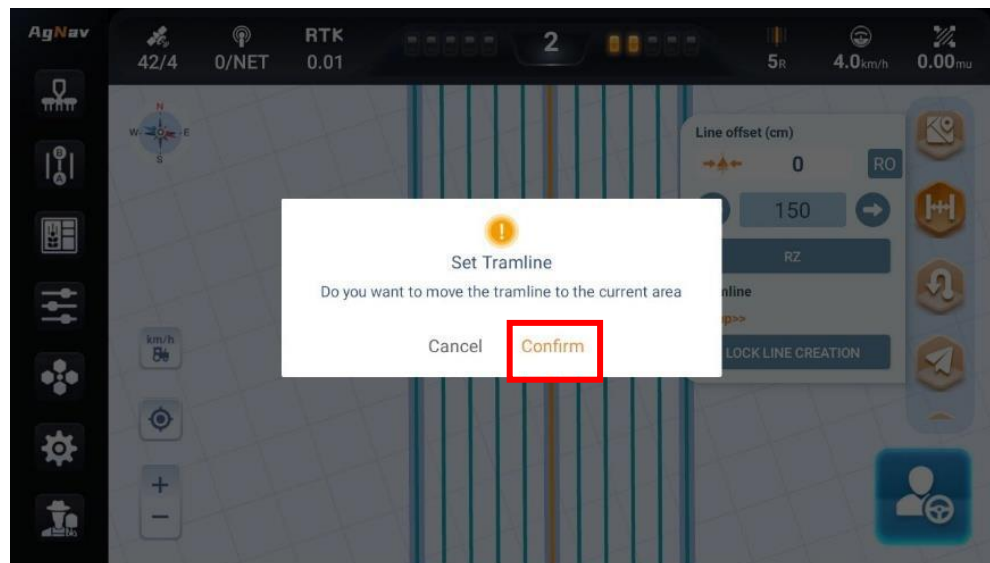 AgNav
42/4
0/NET
RTK
0.01
2
5R
4.0km/h
0.00mu
N
W
E
S
Line offset (cm)
0
RO
150
RZ
Set Tramline
Do you want to move the tramline to the current area
Cancel
Confirm
LOCK LINE CREATION
km/h
B
A
+
−